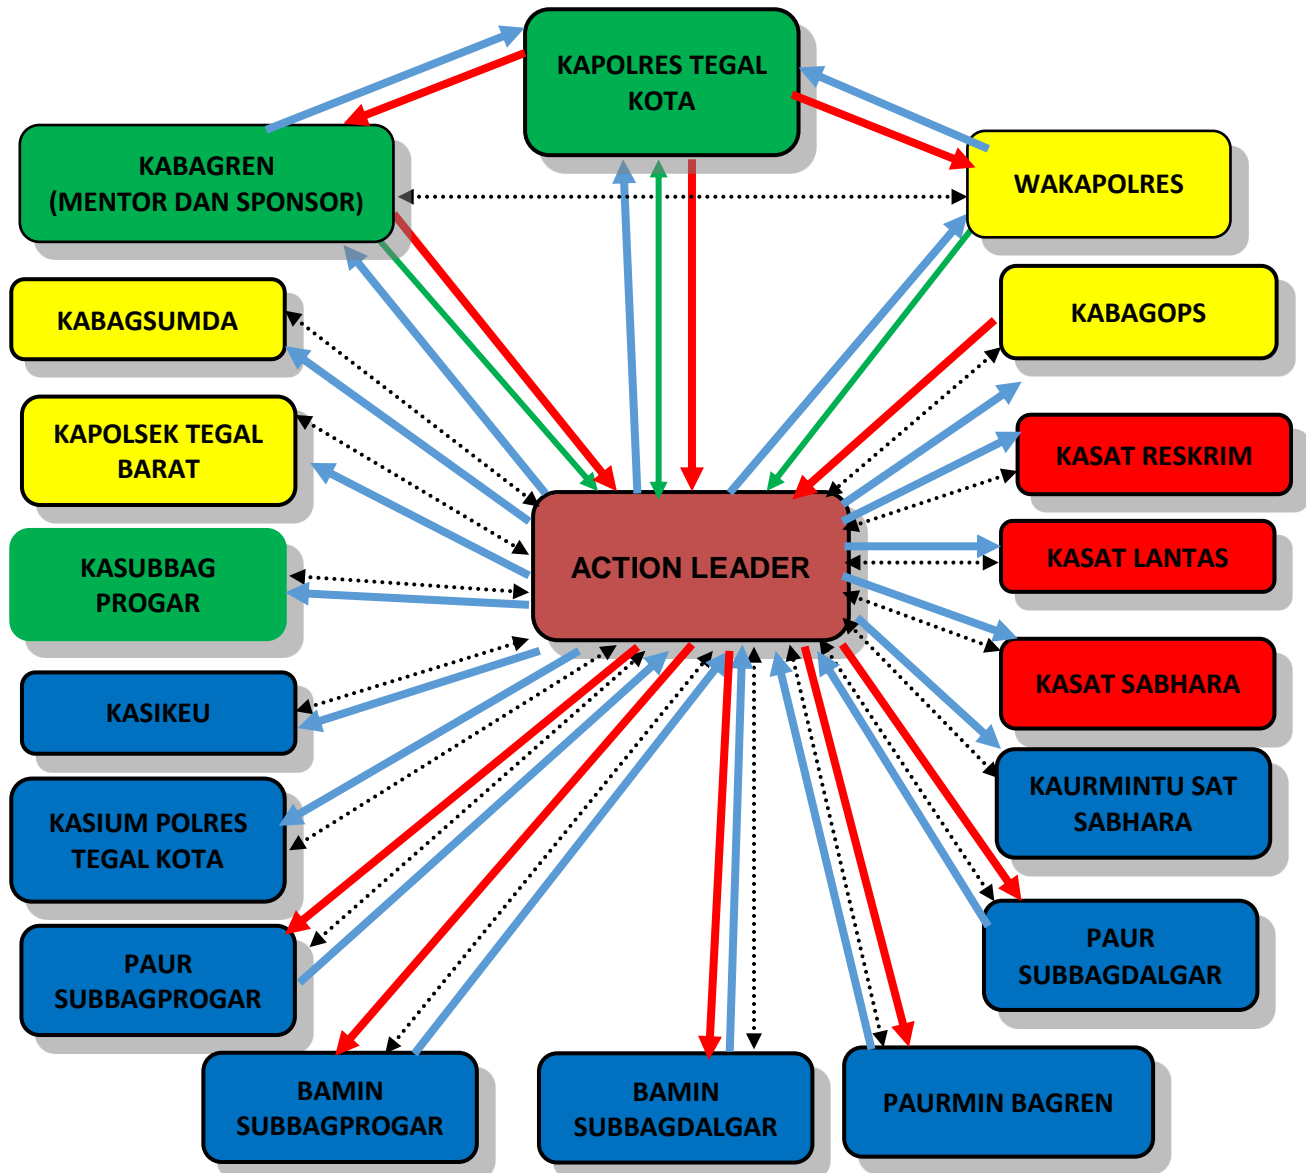 KAPOLRES TEGAL
KOTA
KABAGREN
(MENTOR DAN SPONSOR)
WAKAPOLRES
KABAGSUMDA
KABAGOPS
KAPOLSEK TEGAL
BARAT
KASAT RESKRIM
KASUBBAG
PROGAR
ACTION LEADER
KASAT LANTAS
KASIKEU
KASAT SABHARA
KASIUM POLRES
TEGAL KOTA
KAURMINTU SAT
SABHARA
PAUR
SUBBAGPROGAR
PAUR
SUBBAGDALGAR
BAMIN
SUBBAGPROGAR
BAMIN
SUBBAGDALGAR
PAURMIN BAGREN